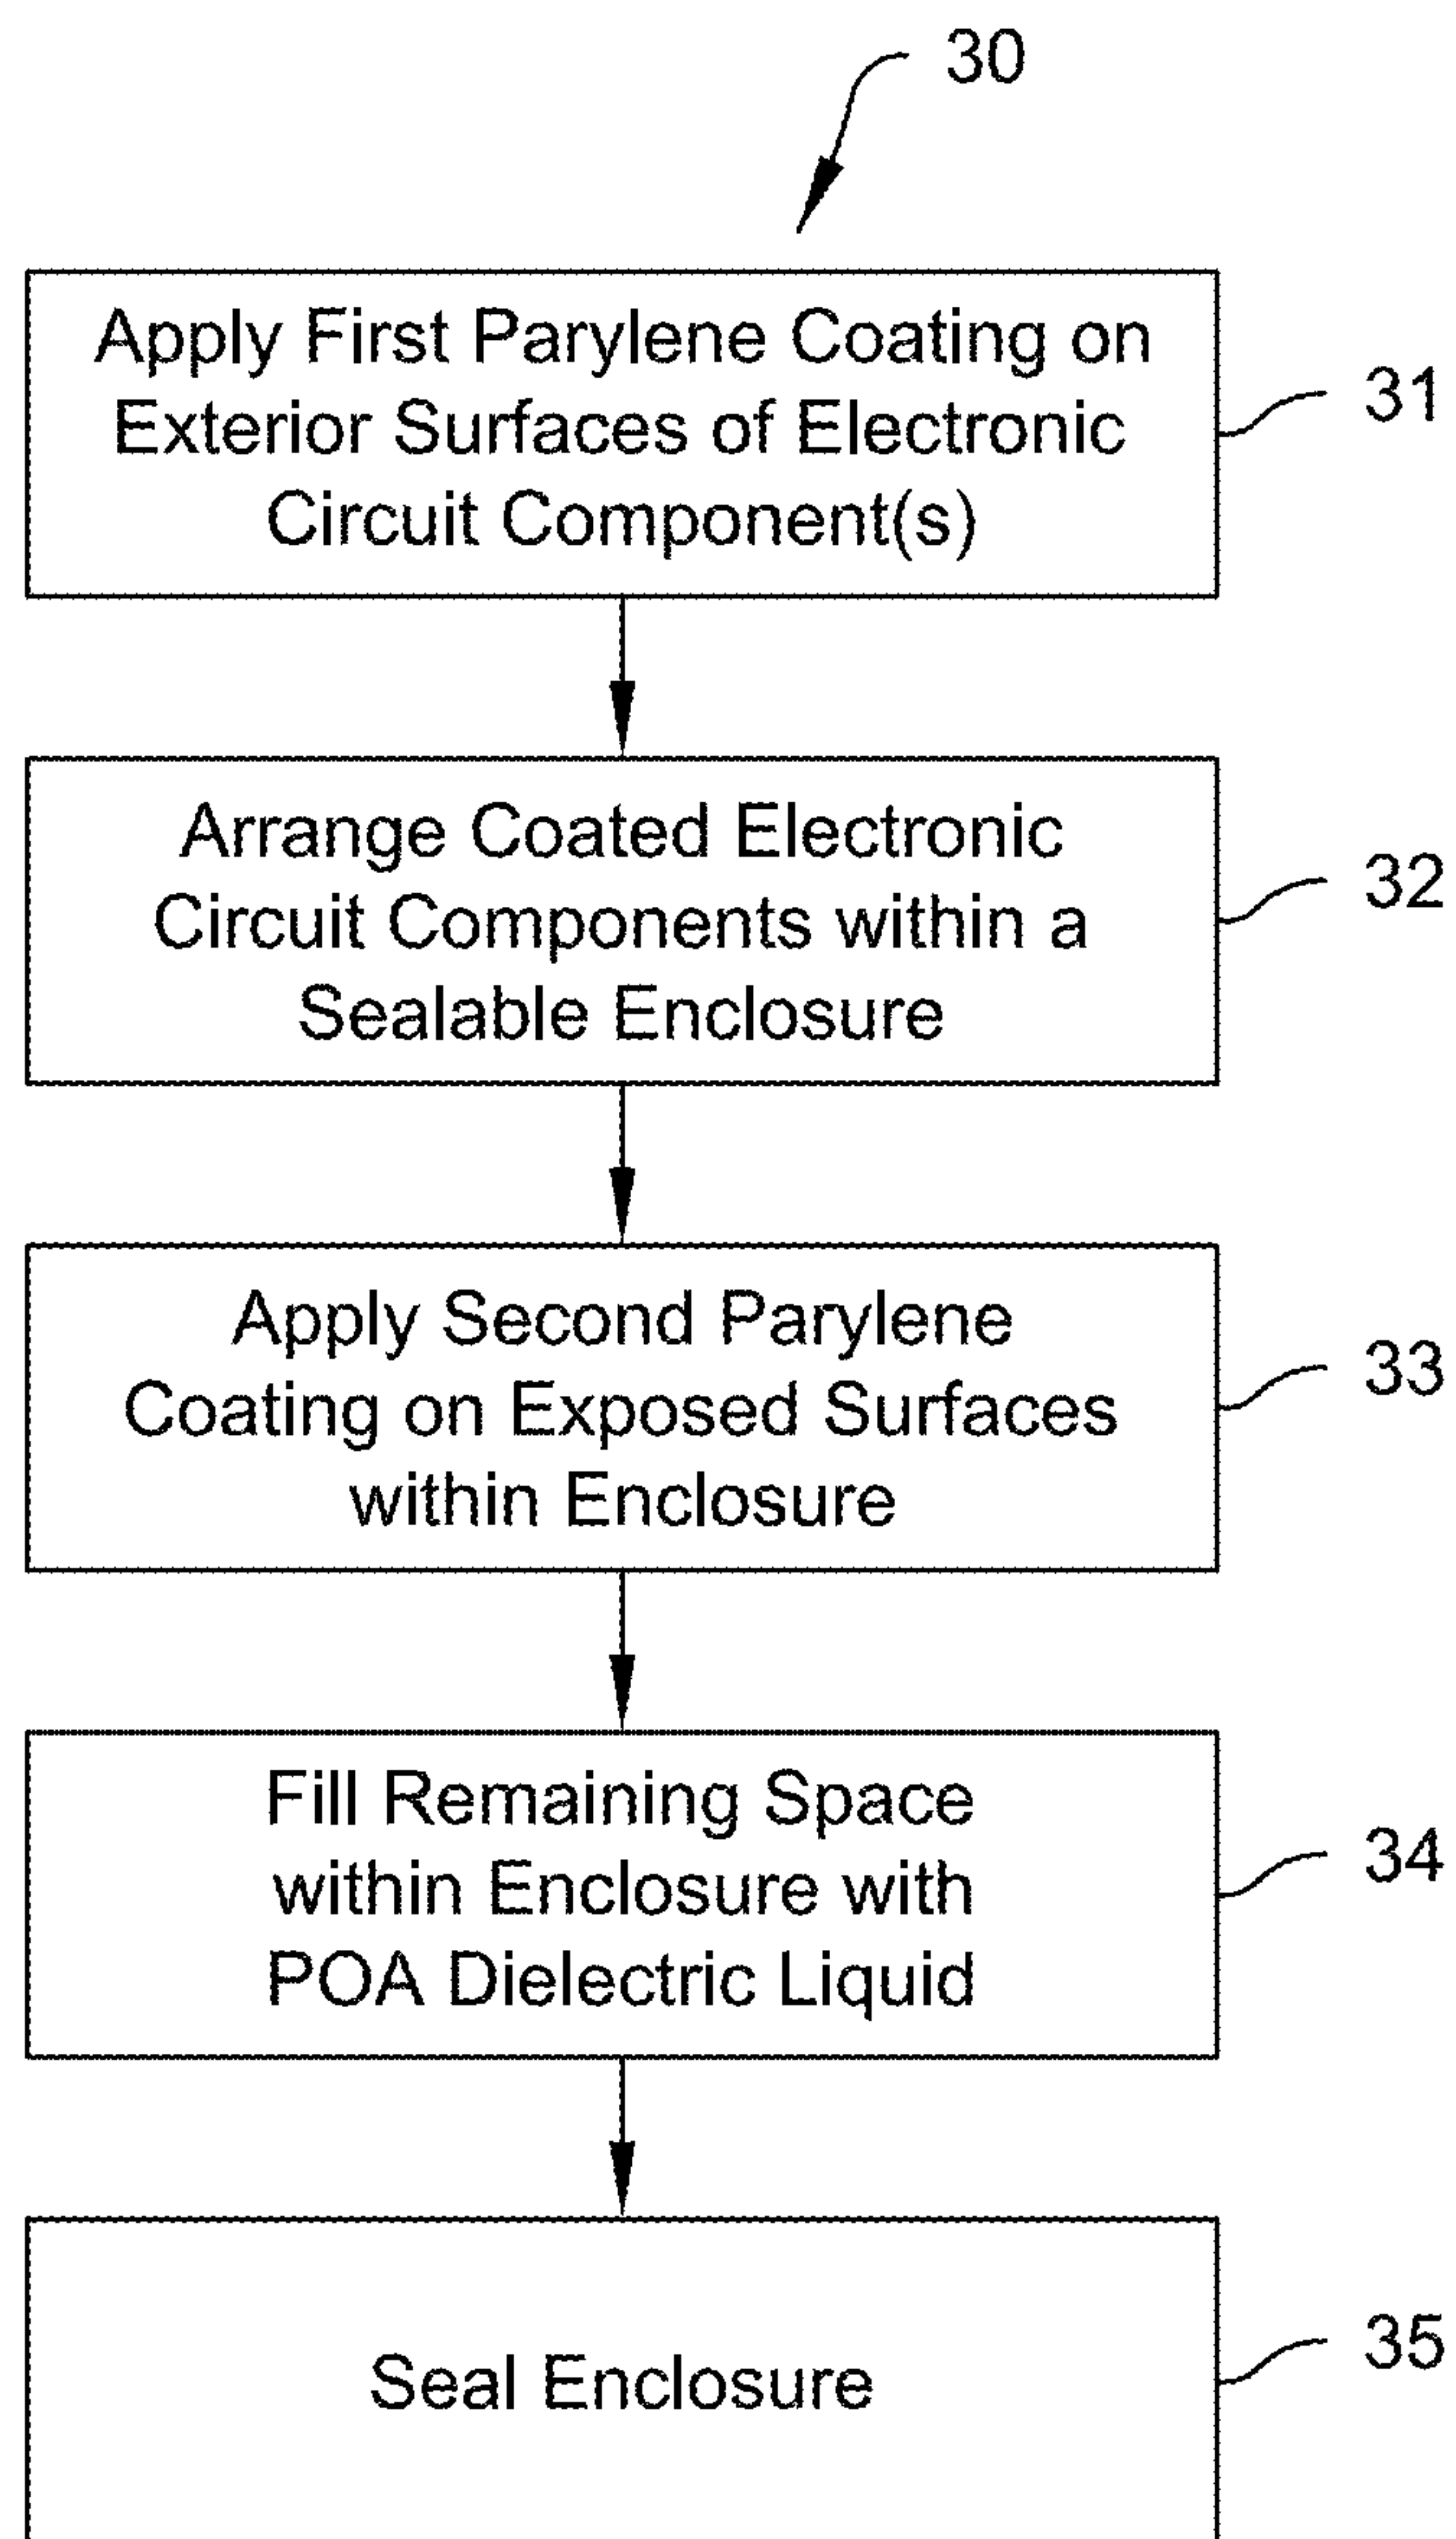 30
Apply First Parylene Coating on
Exterior Surfaces of Electronic
Circuit Component(s)
31
Arrange Coated Electronic
Circuit Components within a
Sealable Enclosure
32
Apply Second Parylene
Coating on Exposed Surfaces
within Enclosure
33
Fill Remaining Space
within Enclosure with
POA Dielectric Liquid
34
Seal Enclosure
35